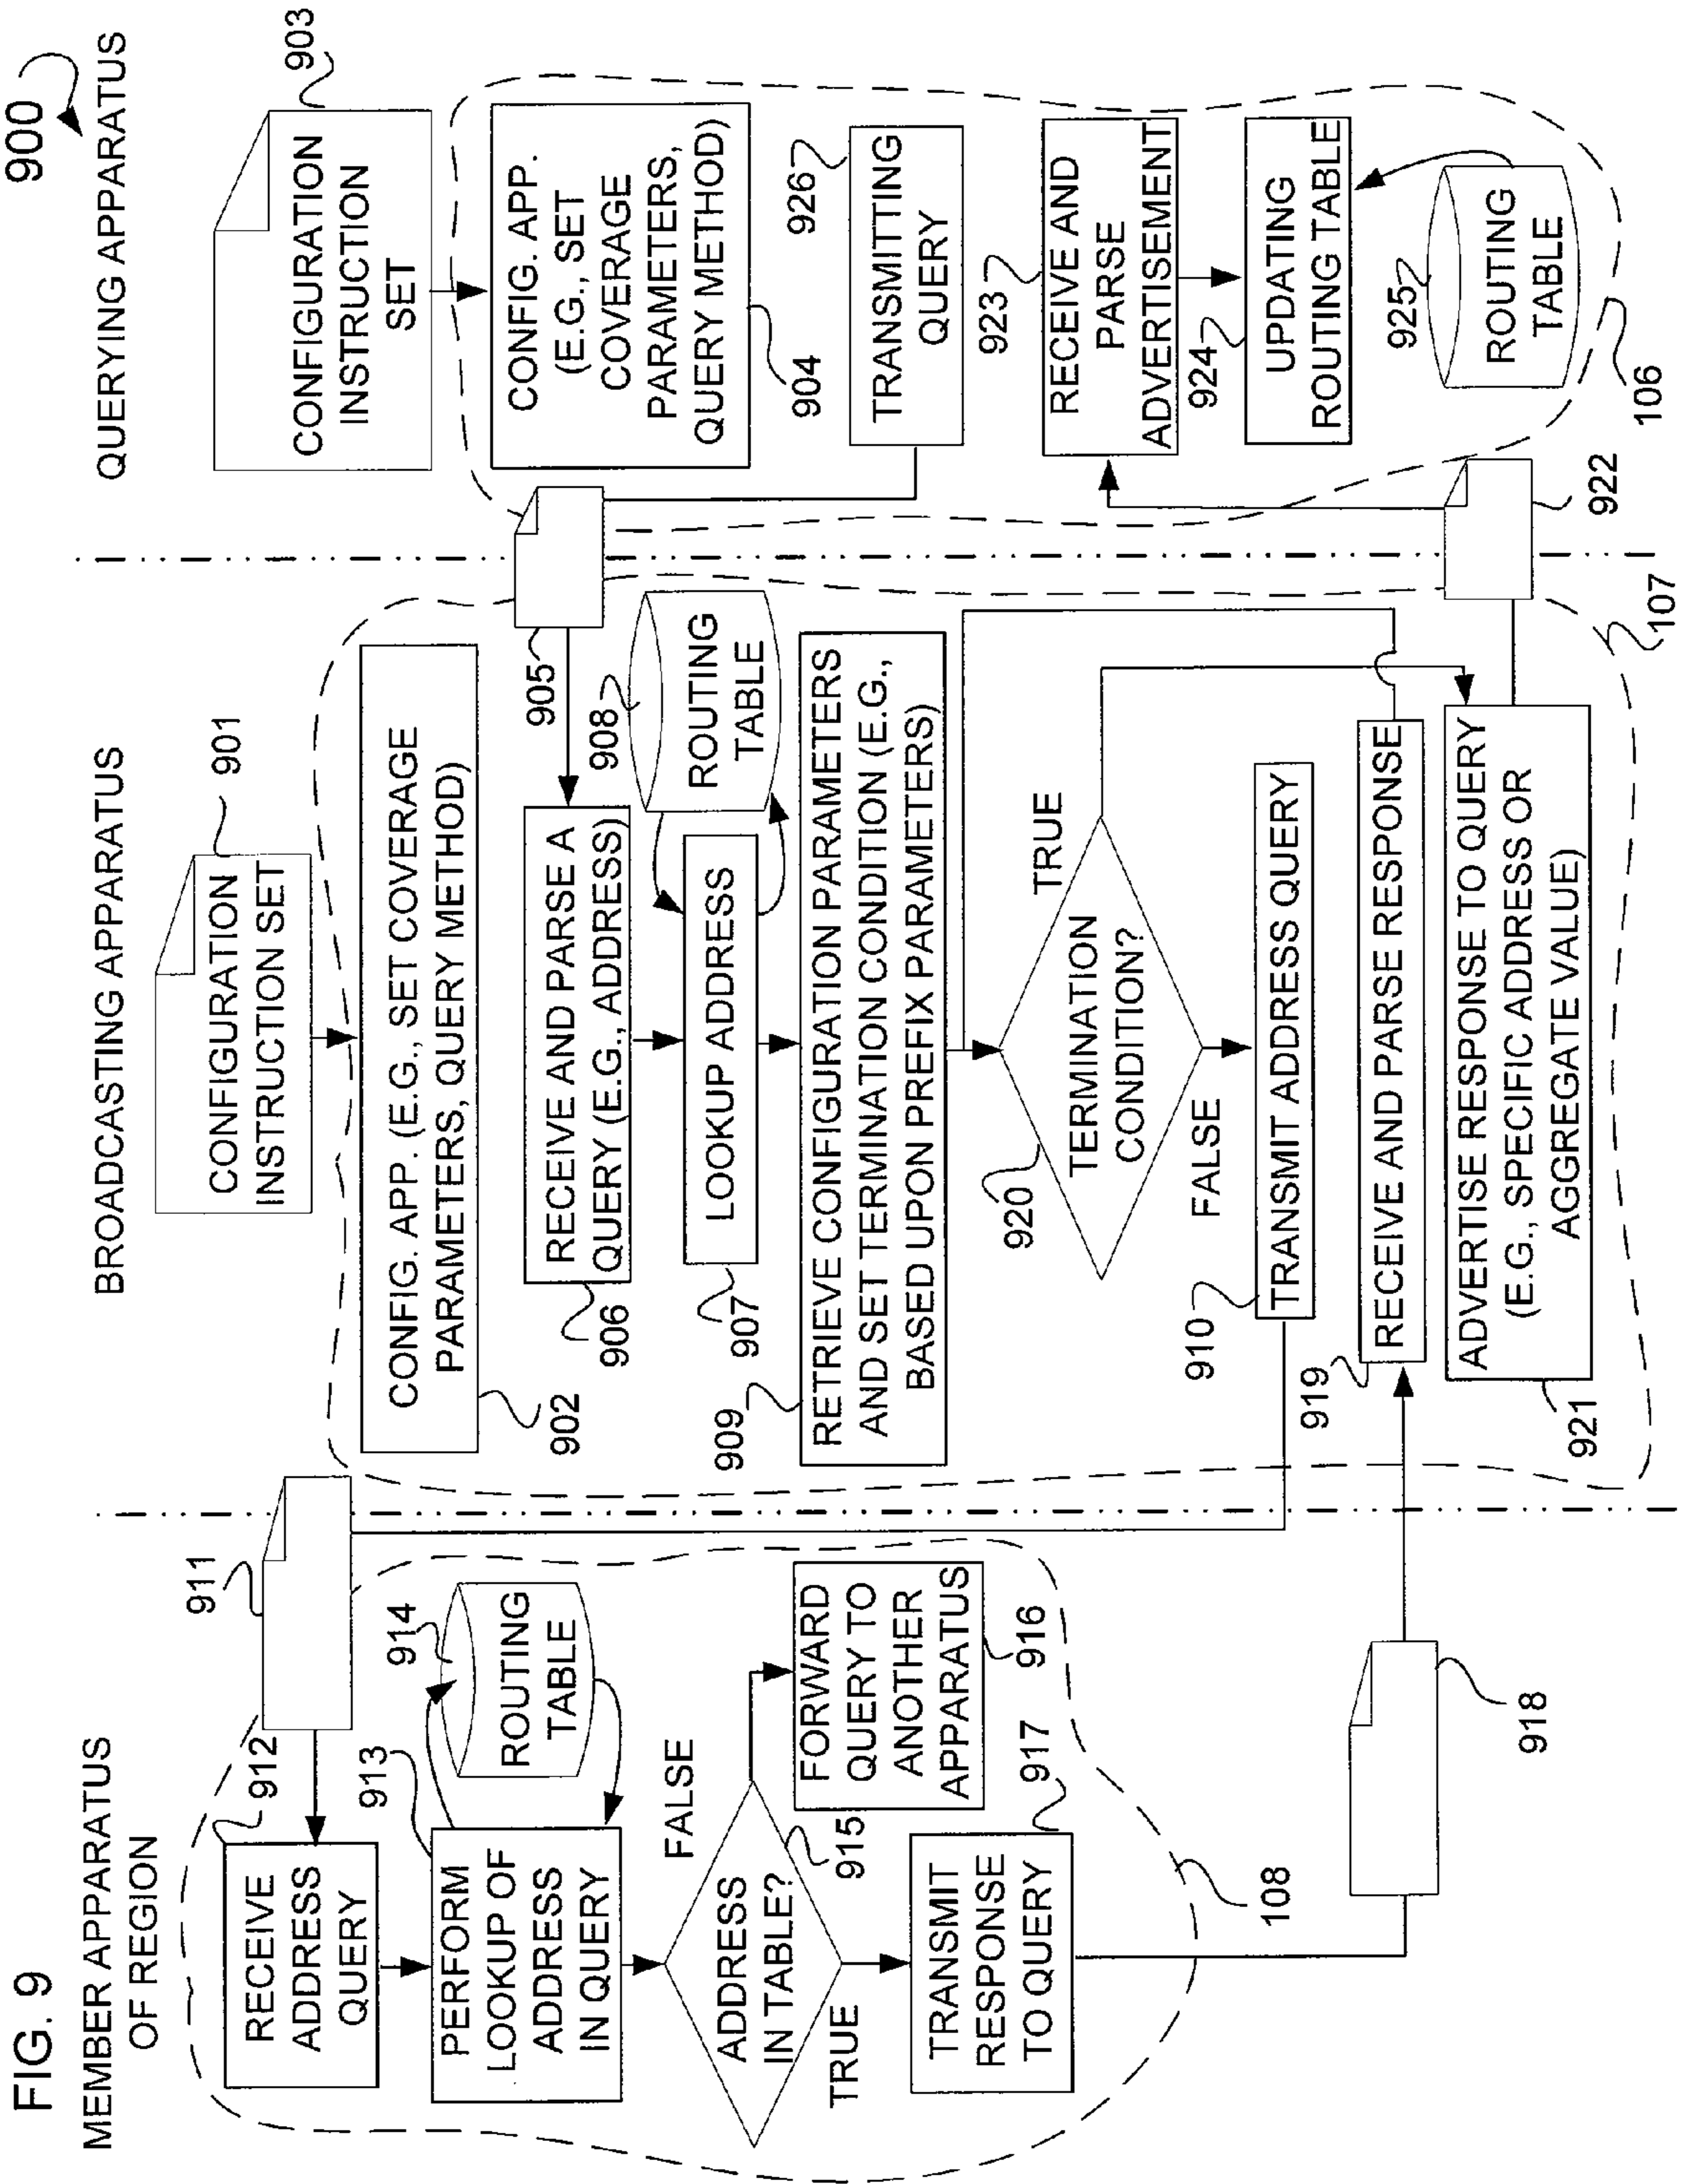 FIG. 9
900
MEMBER APPARATUS
OF REGION
911
912
RECEIVE
ADDRESS
QUERY
913
914
PERFORM
LOOKUP OF
ADDRESS
IN QUERY
ROUTING
TABLE
FALSE
ADDRESS
IN TABLE?
915
TRUE
FORWARD
QUERY TO
ANOTHER
APPARATUS
916
917
TRANSMIT
RESPONSE
TO QUERY
108
918
BROADCASTING APPARATUS
901
CONFIGURATION
INSTRUCTION SET
CONFIG. APP. (E.G., SET COVERAGE
PARAMETERS, QUERY METHOD)
902
905
RECEIVE AND PARSE A
QUERY (E.G., ADDRESS)
906
908
ROUTING
TABLE
LOOKUP ADDRESS
907
909
RETRIEVE CONFIGURATION PARAMETERS
AND SET TERMINATION CONDITION (E.G.,
BASED UPON PREFIX PARAMETERS)
TRUE
TERMINATION
CONDITION?
920
FALSE
910
TRANSMIT ADDRESS QUERY
919
RECEIVE AND PARSE RESPONSE
ADVERTISE RESPONSE TO QUERY
(E.G., SPECIFIC ADDRESS OR
AGGREGATE VALUE)
921
107
QUERYING APPARATUS
903
CONFIGURATION
INSTRUCTION
SET
CONFIG. APP.
(E.G., SET
COVERAGE
PARAMETERS,
QUERY METHOD)
904
926
TRANSMITTING
QUERY
923
RECEIVE AND
PARSE
ADVERTISEMENT
924
UPDATING
ROUTING TABLE
925
ROUTING
TABLE
106
922